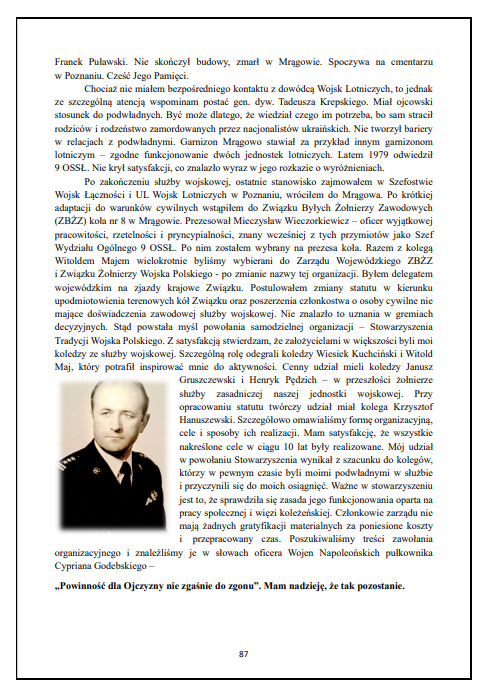 Franek Puławski. Nie skończył budowy, zmarł w Mrągowie. Spoczywa na cmentarzu
w Poznaniu. Cześć Jego Pamięci.
Chociaż nie miałem bezpośredniego kontaktu z dowódcą Wojsk Lotniczych, to jednak
ze szczególną atencją wspominam postać gen. dyw. Tadeusza Krepskiego. Miał ojcowski
stosunek do podwładnych. Być może dlatego, że wiedział czego im potrzeba, bo sam stracił
rodziców i rodzeństwo zamordowanych przez nacjonalistów ukraińskich. Nie tworzył bariery
w relacjach z podwładnymi. Garnizon Mrągowo stawiał za przykład innym garnizonom
lotniczym – zgodne funkcjonowanie dwóch jednostek lotniczych. Latem 1979 odwiedził
9 OSSŁ. Nie krył satysfakcji, co znalazło wyraz w jego rozkazie o wyróżnieniach.
Po zakończeniu służby wojskowej, ostatnie stanowisko zajmowałem w Szefostwie
Wojsk Łączności i UL Wojsk Lotniczych w Poznaniu, wróciłem do Mrągowa. Po krótkiej
adaptacji do warunków cywilnych wstąpiłem do Związku Byłych Żołnierzy Zawodowych
(ZBŻZ) koła nr 8 w Mrągowie. Prezesował Mieczysław Wieczorkiewicz – oficer wyjątkowej
pracowitości, rzetelności i pryncypialności, znany wcześniej z tych przymiotów jako Szef
Wydziału Ogólnego 9 OSSŁ. Po nim zostałem wybrany na prezesa koła. Razem z kolegą
Witoldem Majem wielokrotnie byliśmy wybierani do Zarządu Wojewódzkiego ZBŻZ
i Związku Żołnierzy Wojska Polskiego - po zmianie nazwy tej organizacji. Byłem delegatem
wojewódzkim na zjazdy krajowe Związku. Postulowałem zmiany statutu w kierunku
upodmiotowienia terenowych kół Związku oraz poszerzenia członkostwa o osoby cywilne nie
mające doświadczenia zawodowej służby wojskowej. Nie znalazło to uznania w gremiach
decyzyjnych. Stąd powstała myśl powołania samodzielnej organizacji – Stowarzyszenia
Tradycji Wojska Polskiego. Z satysfakcją stwierdzam, że założycielami w większości byli moi
koledzy ze służby wojskowej. Szczególną rolę odegrali koledzy Wiesiek Kuchciński i Witold
Maj, który potrafił inspirować mnie do aktywności. Cenny udział mieli koledzy Janusz
Gruszczewski i Henryk Pędzich – w przeszłości żołnierze
służby zasadniczej naszej jednostki wojskowej. Przy
opracowaniu statutu twórczy udział miał kolega Krzysztof
Hanuszewski. Szczegółowo omawialiśmy formę organizacyjną,
cele i sposoby ich realizacji. Mam satysfakcję, że wszystkie
nakreślone cele w ciągu 10 lat były realizowane. Mój udział
w powołaniu Stowarzyszenia wynikał z szacunku do kolegów,
którzy w pewnym czasie byli moimi podwładnymi w służbie
i przyczynili się do moich osiągnięć. Ważne w stowarzyszeniu
jest to, że sprawdziła się zasada jego funkcjonowania oparta na
pracy społecznej i więzi koleżeńskiej. Członkowie zarządu nie
mają żadnych gratyfikacji materialnych za poniesione koszty
i przepracowany czas. Poszukiwaliśmy treści zawołania
organizacyjnego i znaleźliśmy je w słowach oficera Wojen Napoleońskich pułkownika
Cypriana Godebskiego –
„Powinność dla Ojczyzny nie zgaśnie do zgonu”. Mam nadzieję, że tak pozostanie.
87